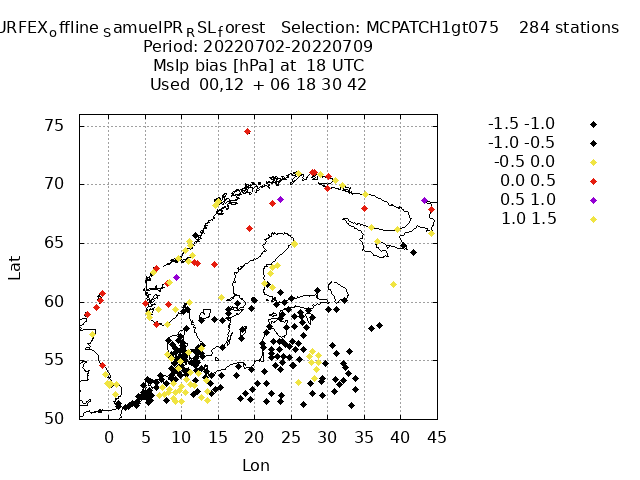 URFEXoffline SamuelPR RSLforest Selection: MCPATCH1gt075 284 stations
Period: 20220702-20220709
Mslp bias [hPa] at 18 UTC
Used 00,12 + 06 18 30 42
-1.5 -1.0
-1.0 -0.5
-0.5 0.0
0.0 0.5
0.5 1.0
1.0 1.5
75
70
65
60
55
50
Lat
0 5 10 15 20 25 30 35 40 45
Lon